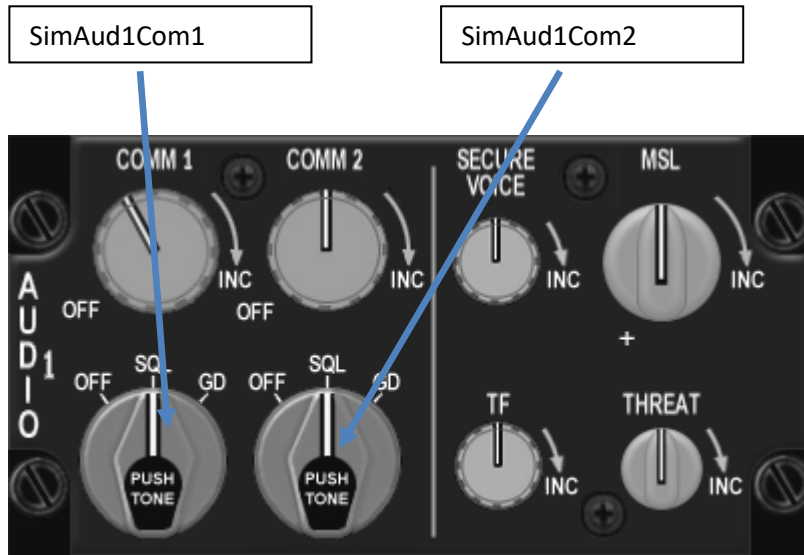 SimAud1Com1
SimAud1Com2
COMM 1
COMM 2
SECURE
VOICE
MSL
INC
INC
INC
INC
OFF
OFF
AUDIO
1
OFF
SQL
GD
OFF
SQL
GD
TF
THREAT
PUSH
TONE
PUSH
TONE
INC
INC
+